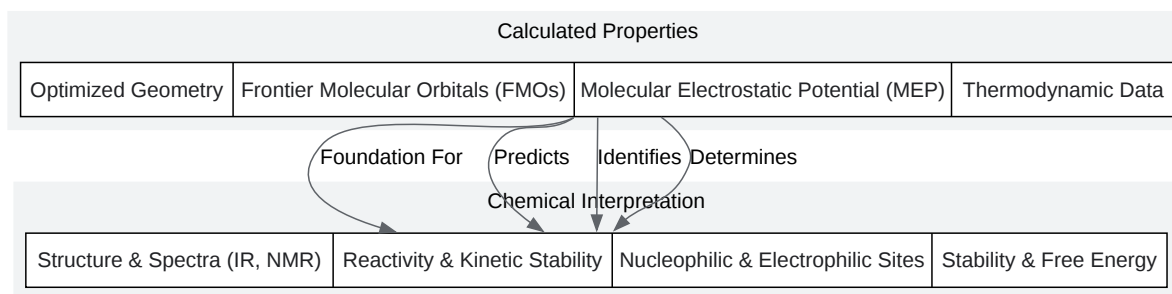 Calculated Properties
Optimized Geometry
Frontier Molecular Orbitals (FMOs)
Molecular Electrostatic Potential (MEP)
Thermodynamic Data
Foundation For
Predicts
Identifies
Determines
Chemical Interpretation
Structure & Spectra (IR, NMR)
Reactivity & Kinetic Stability
Nucleophilic & Electrophilic Sites
Stability & Free Energy